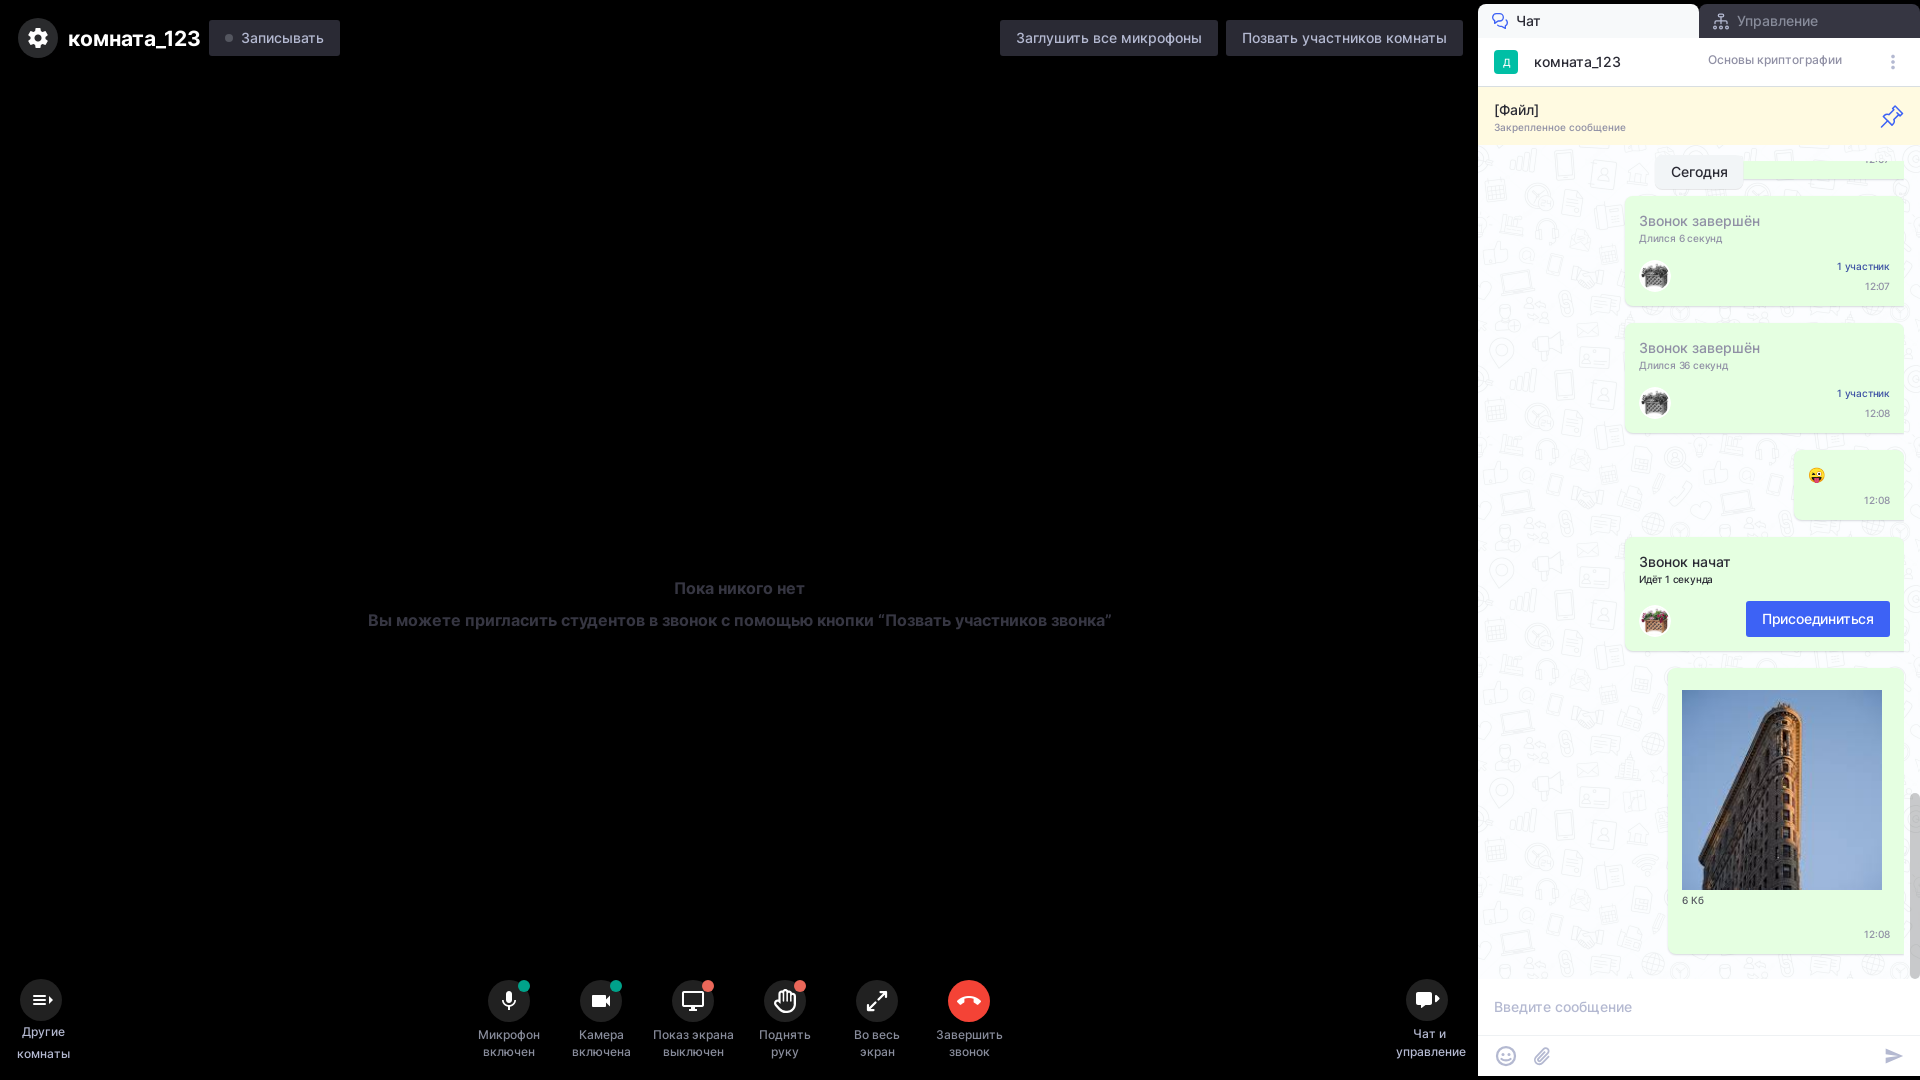 комната_123
Записывать
Заглушить все микрофоны
Позвать участников комнаты
Чат
Управление
Д
комната_123
Основы криптографии
[Файл]
Закрепленное сообщение
Сегодня
Звонок завершён
Длился 6 секунд
1 участник
12:07
Звонок завершён
Длился 36 секунд
1 участник
12:08
12:08
Звонок начат
Идёт 1 секунда
Присоединиться
6 Кб
12:08
Пока никого нет
Вы можете пригласить студентов в звонок с помощью кнопки “Позвать участников звонка”
Другие
комнаты
Микрофон
включен
Камера
включена
Показ экрана
выключен
Поднять
руку
Во весь
экран
Завершить
звонок
Чат и
управление
Введите сообщение